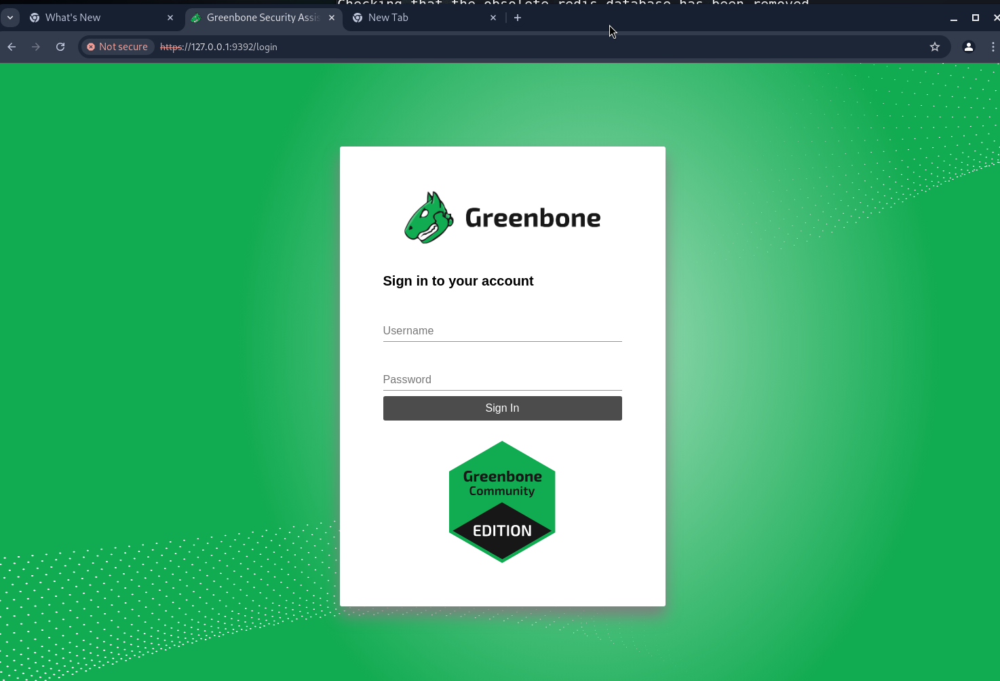 Checking that the obsolete redis database has been removed
What's New
Greenbone Security Assis
New Tab
Not secure
https://127.0.0.1:9392/login
Greenbone
Sign in to your account
Username
Password
Sign In
Greenbone
Community
EDITION